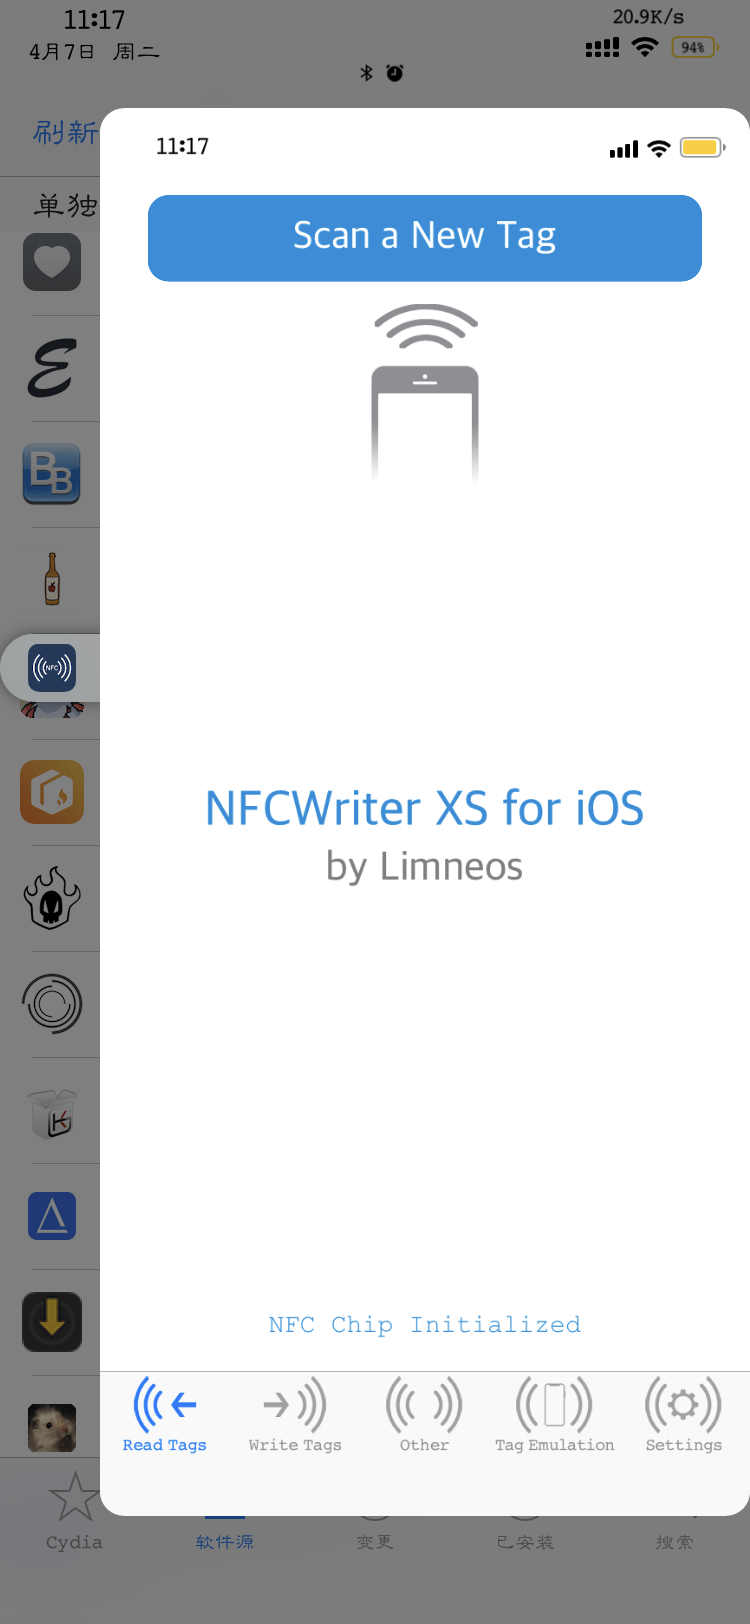 11:17
20.9K/s
4月7日 周二
94%
刷新
11:17
单独
Scan a New Tag
BB
NFC
NFCWriter XS for iOS
by Limneos
NFC Chip Initialized
Read Tags
Write Tags
Other
Tag Emulation
Settings
Cydia
软件源
变更
已安装
搜索